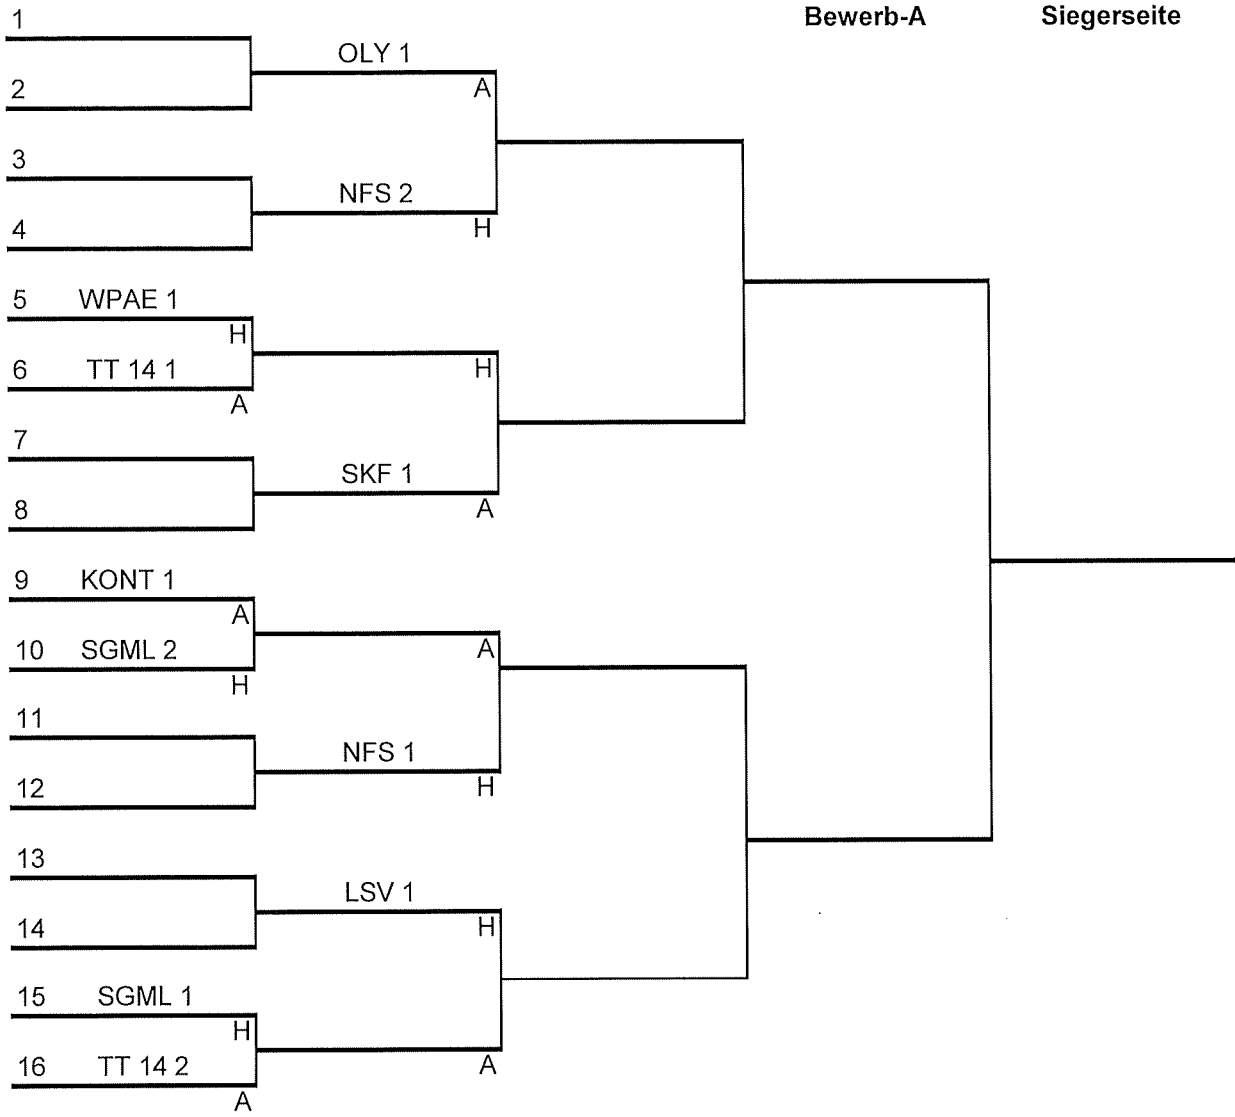 1
Bewerb-A Siegerseite
OLY 1
2
A
3
NFS 2
4
H
5 WPAE 1
H
6 TT 14 1
H
A
7
SKF 1
8
A
9 KONT 1
A
10 SGML 2
A
H
11
NFS 1
12
H
13
LSV 1
14
H
15 SGML 1
H
16 TT 14 2
A
A